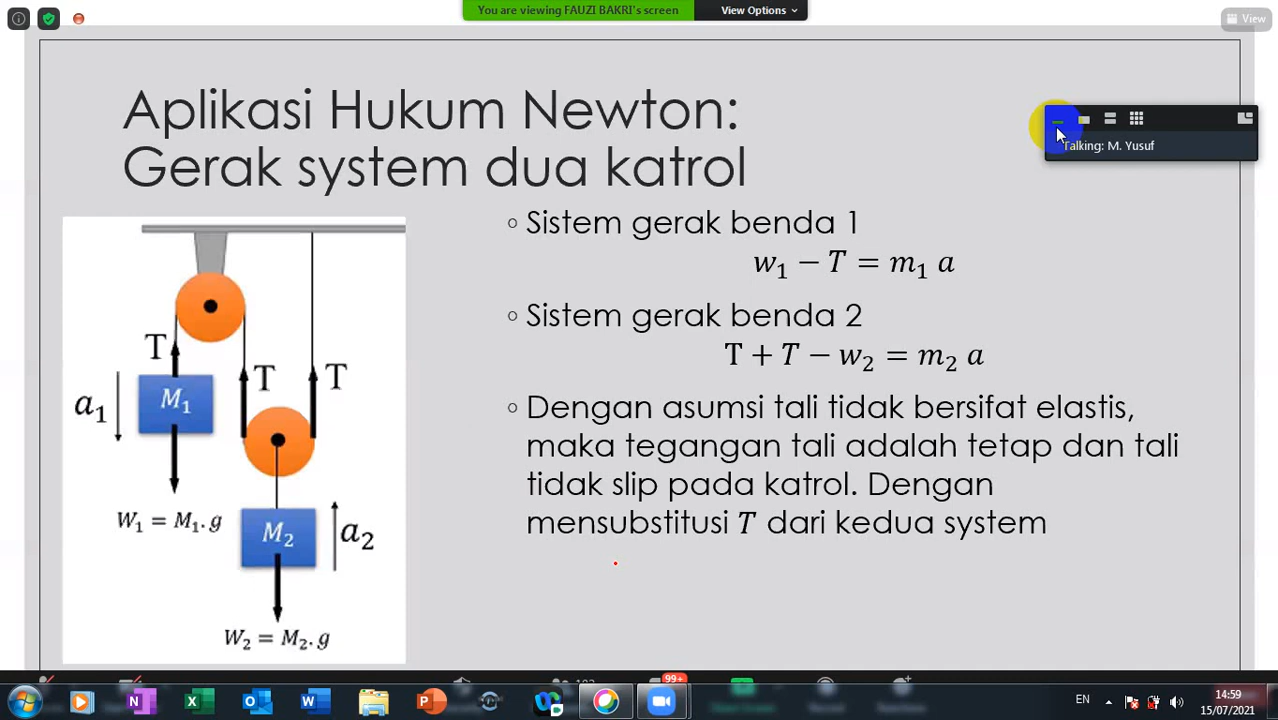 You are viewing FAUZI BAKRI's screen
View Options
View
Aplikasi Hukum Newton:
Gerak system dua katrol
Talking: M. Yusuf
◦ Sistem gerak benda 1
w₁ − T = m₁ a
◦ Sistem gerak benda 2
T + T − w₂ = m₂ a
◦ Dengan asumsi tali tidak bersifat elastis,
maka tegangan tali adalah tetap dan tali
tidak slip pada katrol. Dengan
mensubstitusi T dari kedua system
T
T
T
a₁
M₁
W₁ = M₁.g
M₂
a₂
W₂ = M₂.g
99+
EN
14:59
15/07/2021